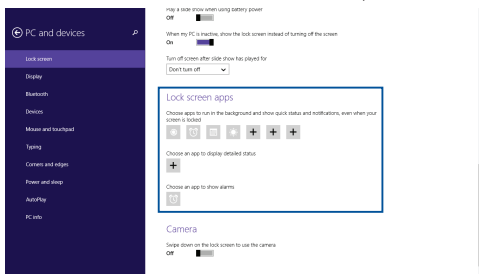 Play a slide show when using battery power
Off
PC and devices
When my PC is inactive, show the lock screen instead of turning off the screen
On
Lock screen
Turn off screen after slide show has played for
Don't turn off
Display
Bluetooth
Lock screen apps
Devices
Choose apps to run in the background and show quick status and notifications, even when your
screen is locked
Mouse and touchpad
Typing
Choose an app to display detailed status
Corners and edges
Power and sleep
Choose an app to show alarms
AutoPlay
PC info
Camera
Swipe down on the lock screen to use the camera
Off